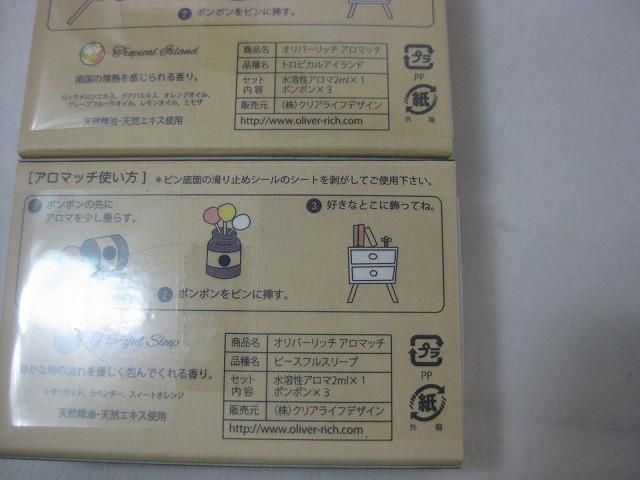 ② ポンポンをビンに挿す。
Tropical Island
南国の情熱を感じられる香り。
ロックメロンエキス、グアバエキス、オレンジオイル、
グレープフルーラオイル、レモンオイル、ミモザ
天然精油・天然エキス使用
商品名 オリバーリッチ アロマッチ
品種名 トロピカルアイランド
セット内容 水溶性アロマ2ml×1
ポンポン×3
販売元 (株)クリアライフデザイン
http://www.oliver-rich.com
プラ
PP
紙
外箱
[アロマッチ使い方] *ビン底面の滑り止めシールのシートを剥がしてご使用下さい。
① ポンポンの先に
アロマを少し垂らす。
② ポンポンをビンに挿す。
③ 好きなとこに飾ってね。
Sleep
静かな時の流れを優しく包んでくれる香り。
シダーウッド、ラベンダー、スイートオレンジ
天然精油・天然エキス使用
商品名 オリバーリッチ アロマッチ
品種名 ピースフルスリープ
セット内容 水溶性アロマ2ml×1
ポンポン×3
販売元 (株)クリアライフデザイン
http://www.oliver-rich.com
プラ
PP
紙
外箱